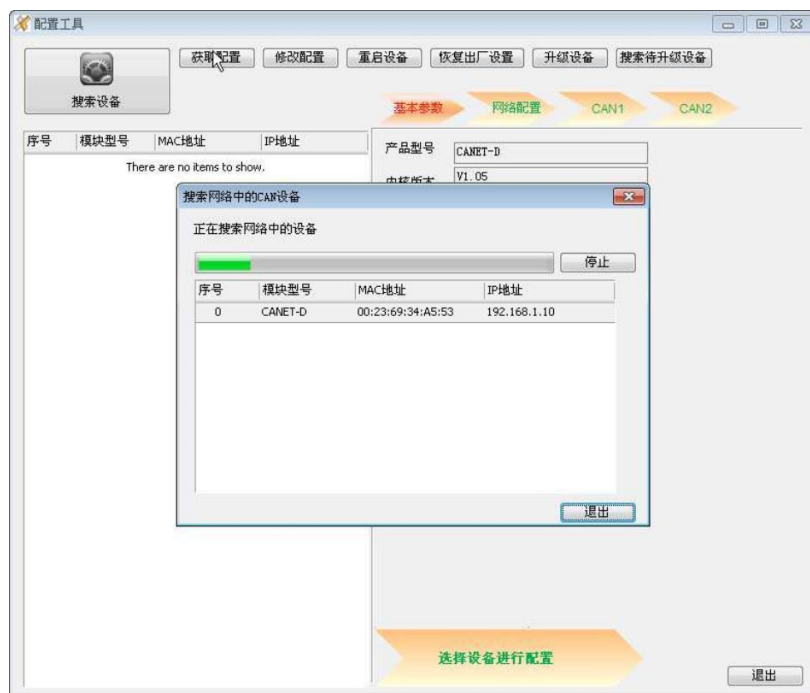 配置工具
获取配置 修改配置 重启设备 恢复出厂设置 升级设备 搜索待升级设备
搜索设备
基本参数 网络配置 CAN1 CAN2
序号 模块型号 MAC地址 IP地址
There are no items to show.
产品型号 CANET-D
内核版本 V1.05
搜索网络中的CAN设备
正在搜索网络中的设备
停止
序号 模块型号 MAC地址 IP地址
0 CANET-D 00:23:69:34:A5:53 192.168.1.10
退出
选择设备进行配置
退出